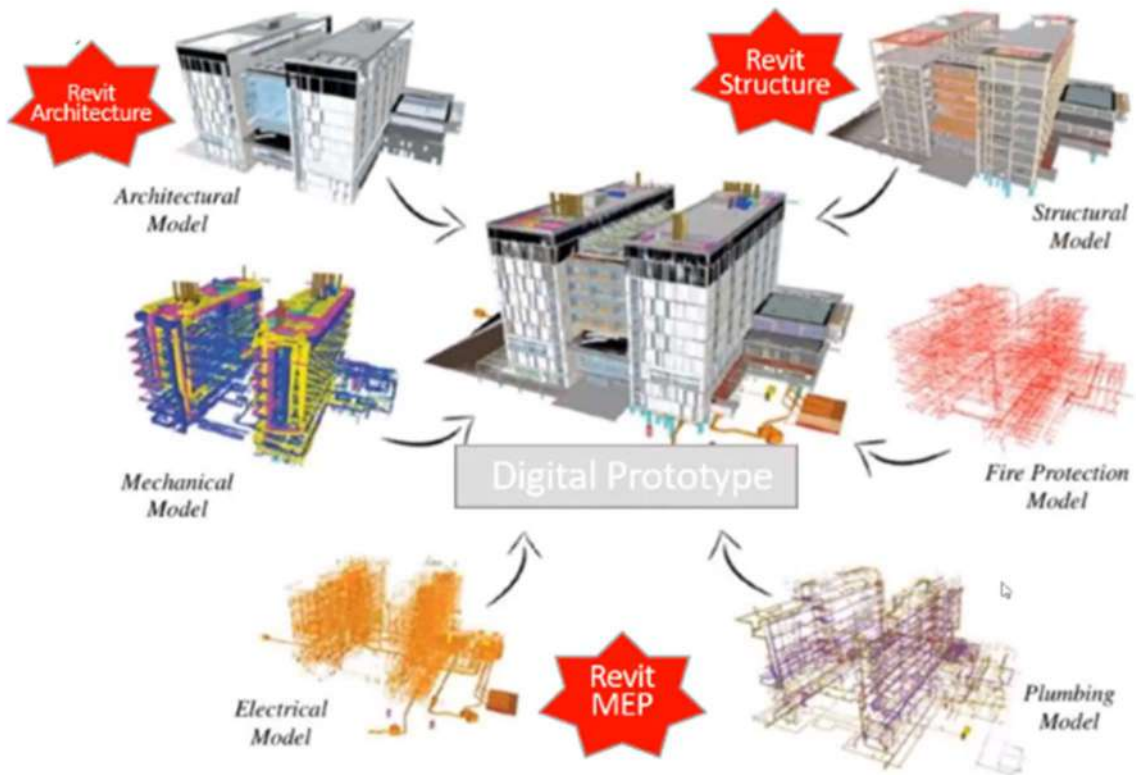 Revit
Architecture
Revit
Structure
Architectural
Model
Structural
Model
Mechanical
Model
Digital Prototype
Fire Protection
Model
Electrical
Model
Revit
MEP
Plumbing
Model